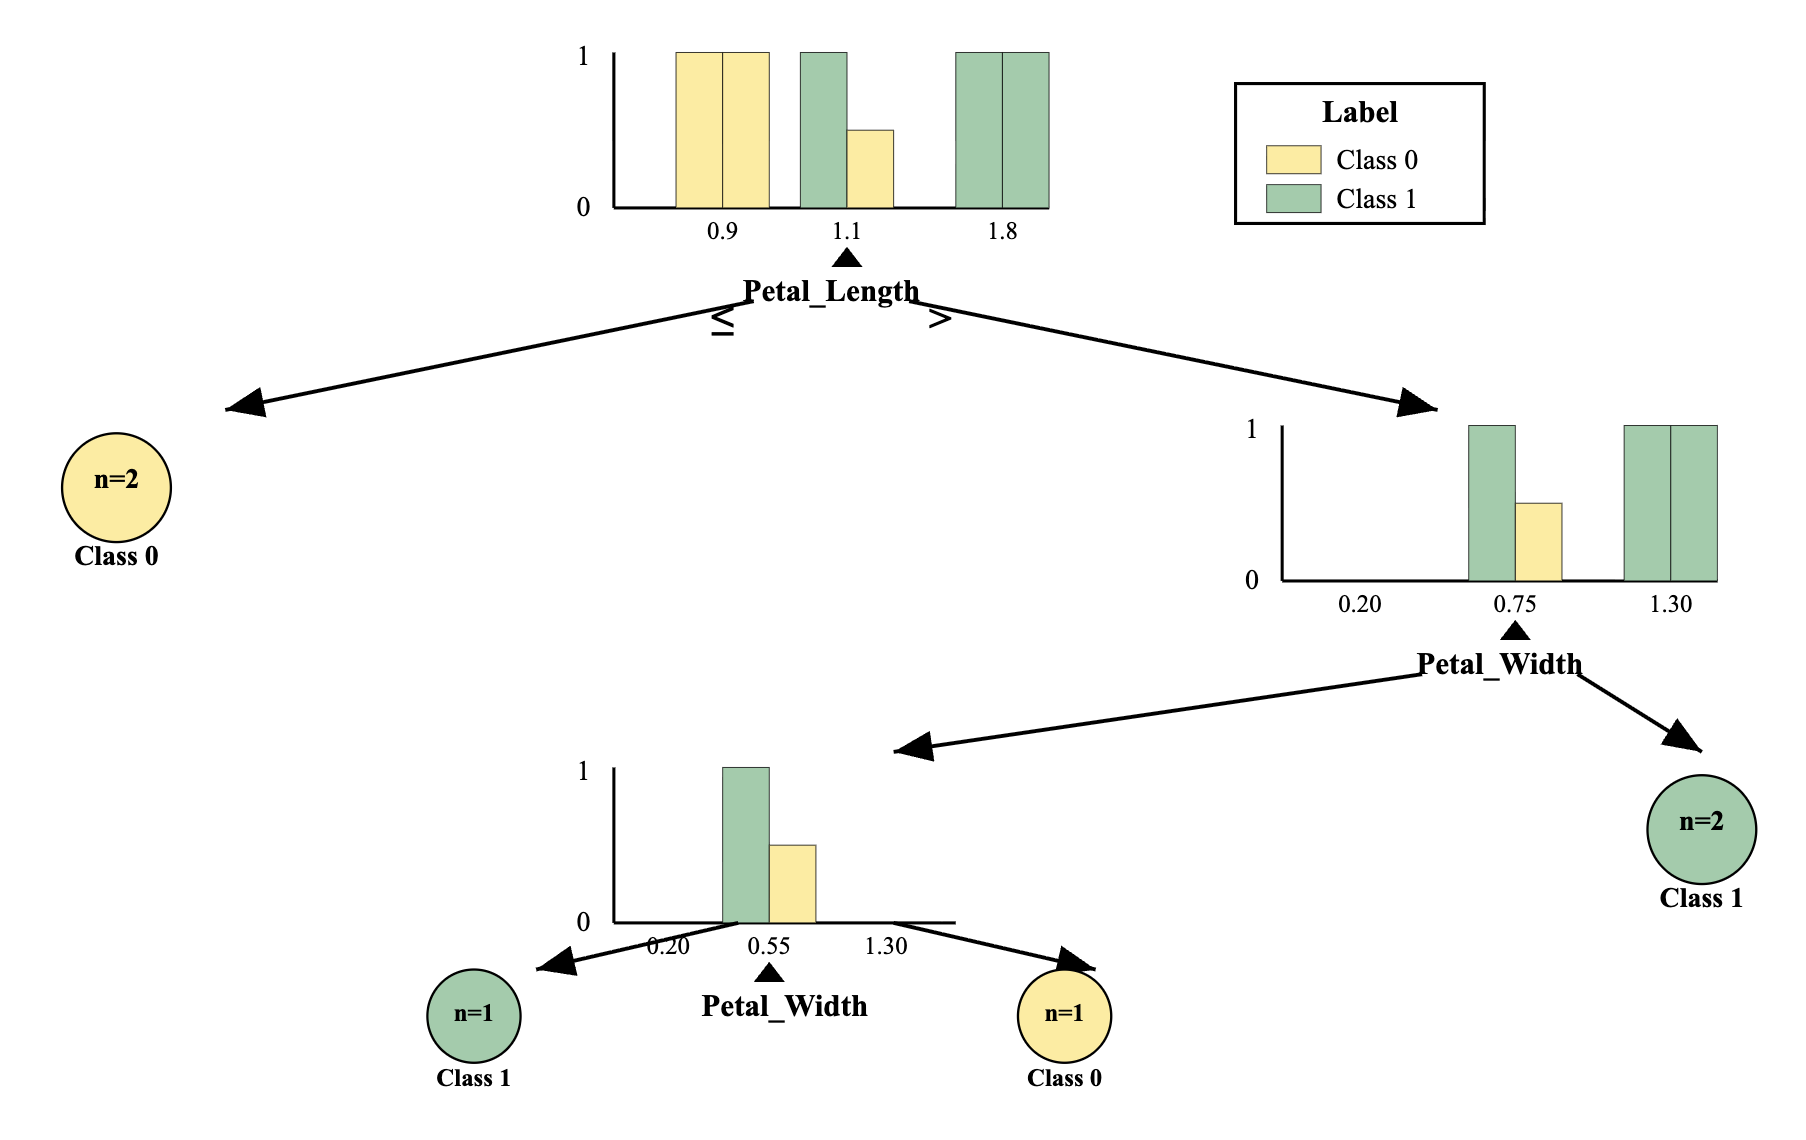 1
0
0.9 1.1 1.8
Petal_Length
≤ >
Label
Class 0
Class 1
n=2
Class 0
1
0
0.20 0.75 1.30
Petal_Width
n=2
Class 1
1
0
0.20 0.55 1.30
Petal_Width
n=1
Class 1
n=1
Class 0